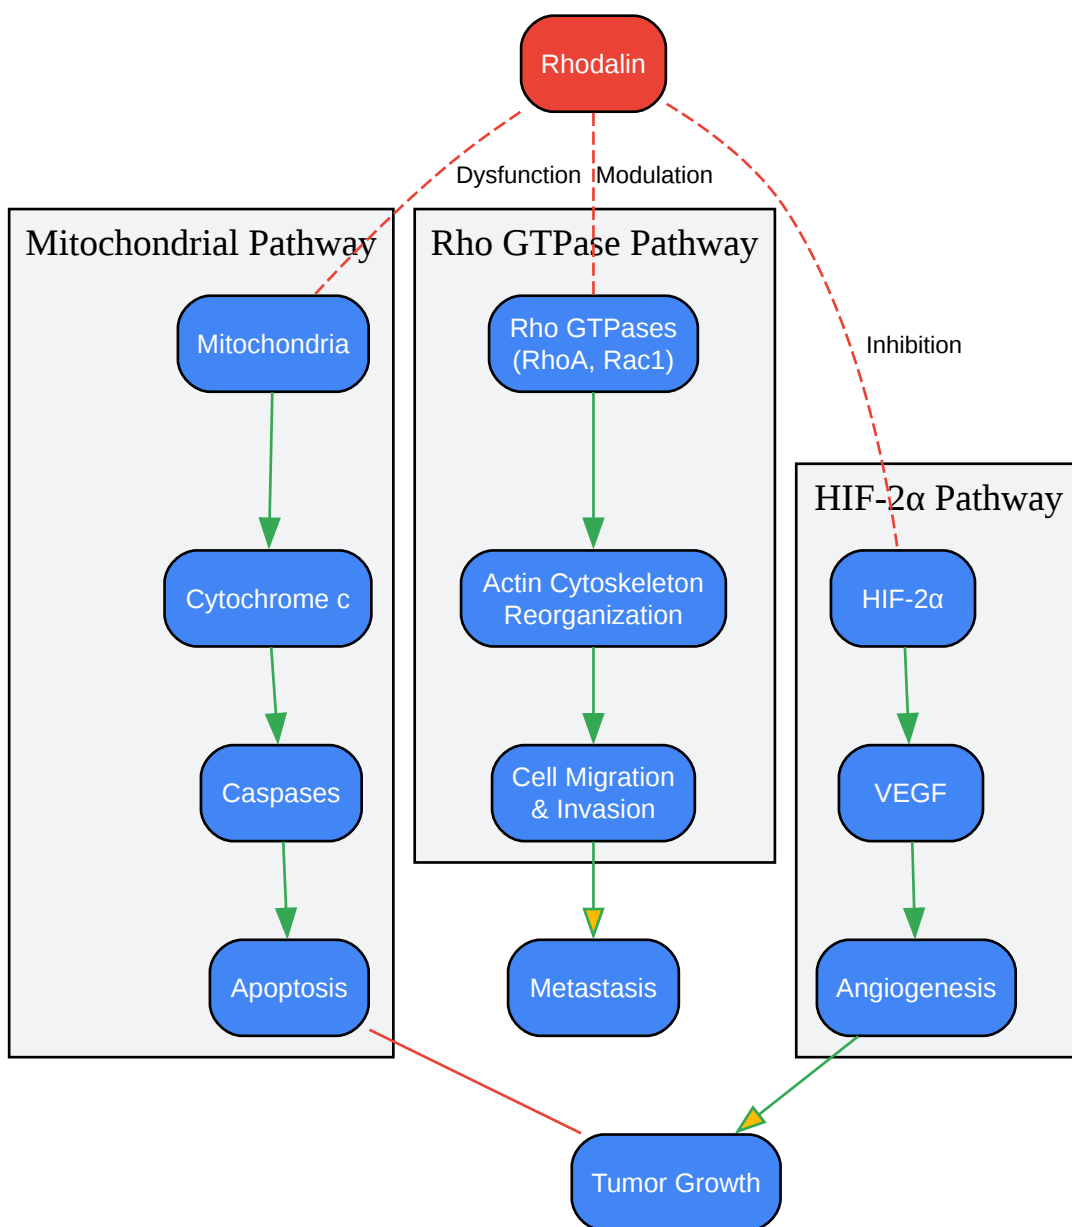 Rhodalin
Dysfunction
Modulation
Mitochondrial Pathway
Rho GTPase Pathway
Mitochondria
Rho GTPases
(RhoA, Rac1)
Inhibition
HIF-2α Pathway
Cytochrome c
Actin Cytoskeleton
Reorganization
HIF-2α
Caspases
Cell Migration
& Invasion
VEGF
Apoptosis
Metastasis
Angiogenesis
Tumor Growth